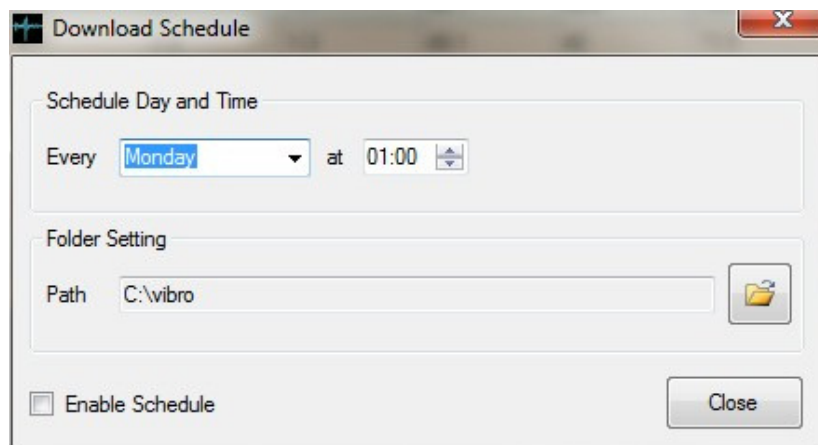 Download Schedule
Schedule Day and Time
Every Monday at 01:00
Folder Setting
Path C:\vibro
Enable Schedule Close